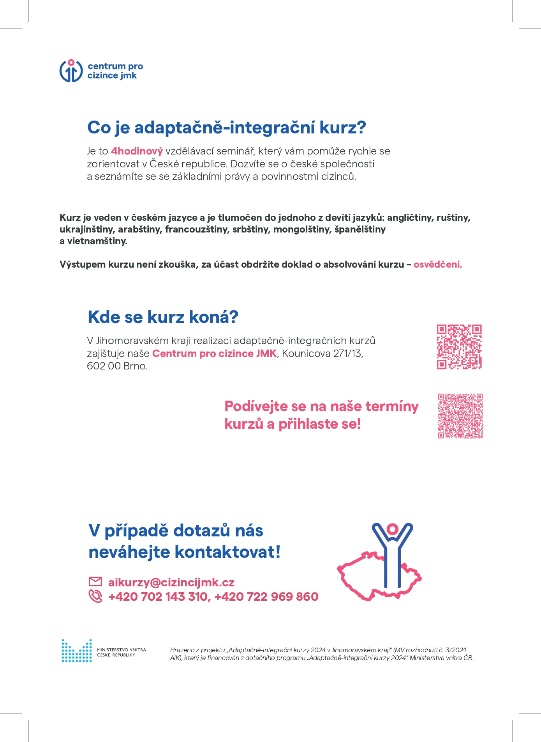 centrum pro
cizince jmk
Co je adaptačně-integrační kurz?
Je to 4hodinový vzdělávací seminář, který vám pomůže rychle se
zorientovat v České republice. Dozvíte se o české společnosti
a seznámíte se se základními právy a povinnostmi cizinců.
Kurz je veden v českém jazyce a je tlumočen do jednoho z devíti jazyků: angličtiny, ruštiny,
ukrajinštiny, arabštiny, francouzštiny, srbštiny, mongolštiny, španělštiny
a vietnamštiny.
Výstupem kurzu není zkouška, za účast obdržíte doklad o absolvování kurzu – osvědčení.
Kde se kurz koná?
V Jihomoravském kraji realizaci adaptačně-integračních kurzů
zajištuje naše Centrum pro cizince JMK, Kounicova 271/13,
602 00 Brno.
Podívejte se na naše termíny
kurzů a přihlaste se!
V případě dotazů nás
neváhejte kontaktovat!
aikurzy@cizincijmk.cz
+420 702 143 310, +420 722 969 860
MINISTERSTVO VNITRA
ČESKÉ REPUBLIKY
Hrazeno z projektu „Adaptačně-integrační kurzy 2024 v Jihomoravském kraji" (MV rozhodnutí č. 3/2024
AIK), který je financován z dotačního programu „Adaptačně-integrační kurzy 2024" Ministerstva vnitra ČR.